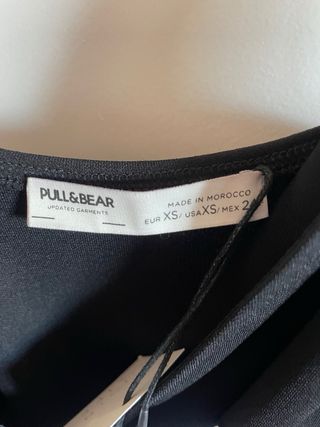 PULL&BEAR
UPDATED GARMENTS
MADE IN MOROCCO
EUR XS/ USA XS/ MEX 2